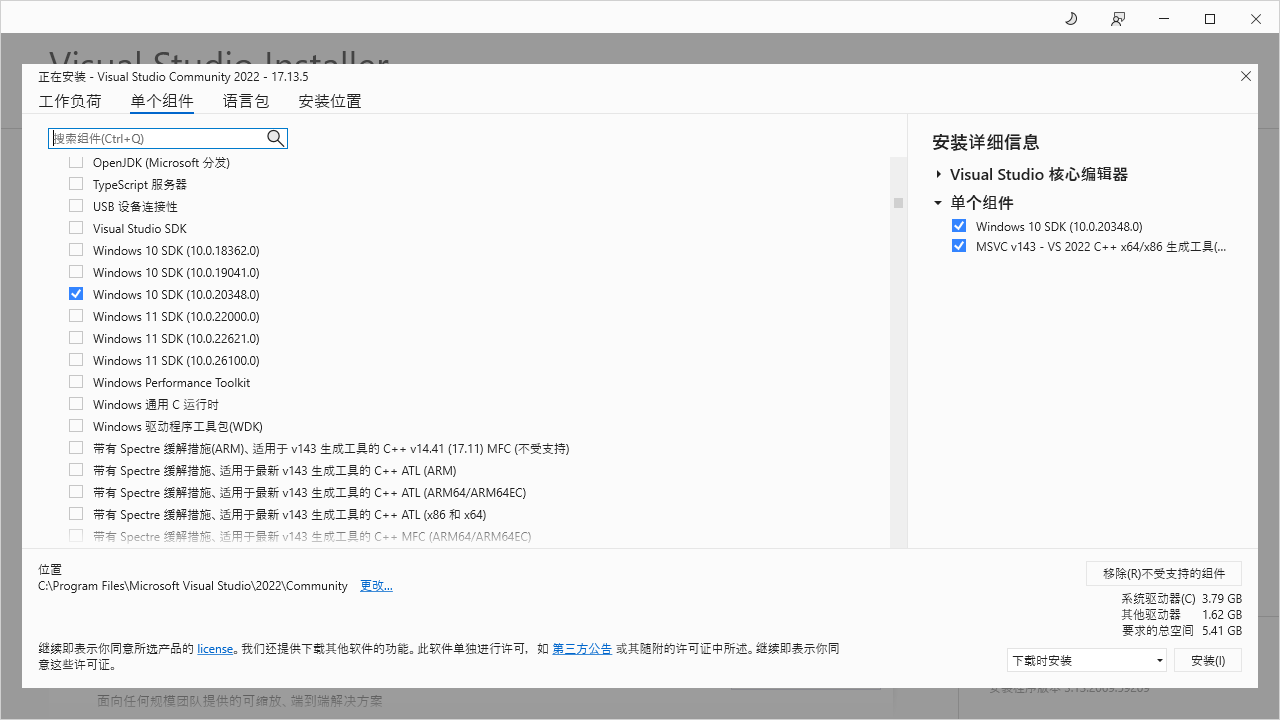 Visual Studio Installer
正在安装 - Visual Studio Community 2022 - 17.13.5
工作负荷 单个组件 语言包 安装位置
搜索组件(Ctrl+Q)
OpenJDK (Microsoft 分发)
TypeScript 服务器
USB 设备连接性
Visual Studio SDK
Windows 10 SDK (10.0.18362.0)
Windows 10 SDK (10.0.19041.0)
Windows 10 SDK (10.0.20348.0)
Windows 11 SDK (10.0.22000.0)
Windows 11 SDK (10.0.22621.0)
Windows 11 SDK (10.0.26100.0)
Windows Performance Toolkit
Windows 通用 C 运行时
Windows 驱动程序工具包(WDK)
带有 Spectre 缓解措施(ARM)、适用于 v143 生成工具的 C++ v14.41 (17.11) MFC (不受支持)
带有 Spectre 缓解措施、适用于最新 v143 生成工具的 C++ ATL (ARM)
带有 Spectre 缓解措施、适用于最新 v143 生成工具的 C++ ATL (ARM64/ARM64EC)
带有 Spectre 缓解措施、适用于最新 v143 生成工具的 C++ ATL (x86 和 x64)
带有 Spectre 缓解措施、适用于最新 v143 生成工具的 C++ MFC (ARM64/ARM64EC)
安装详细信息
Visual Studio 核心编辑器
单个组件
Windows 10 SDK (10.0.20348.0)
MSVC v143 - VS 2022 C++ x64/x86 生成工具(...
位置
C:\Program Files\Microsoft Visual Studio\2022\Community 更改...
移除(R)不受支持的组件
系统驱动器(C) 3.79 GB
其他驱动器 1.62 GB
要求的总空间 5.41 GB
继续即表示你同意所选产品的 license。我们还提供下载其他软件的功能。此软件单独进行许可，如 第三方公告 或其随附的许可证中所述。继续即表示你同
意这些许可证。
下载时安装 安装(I)
面向任何规模团队提供的可缩放、端到端解决方案